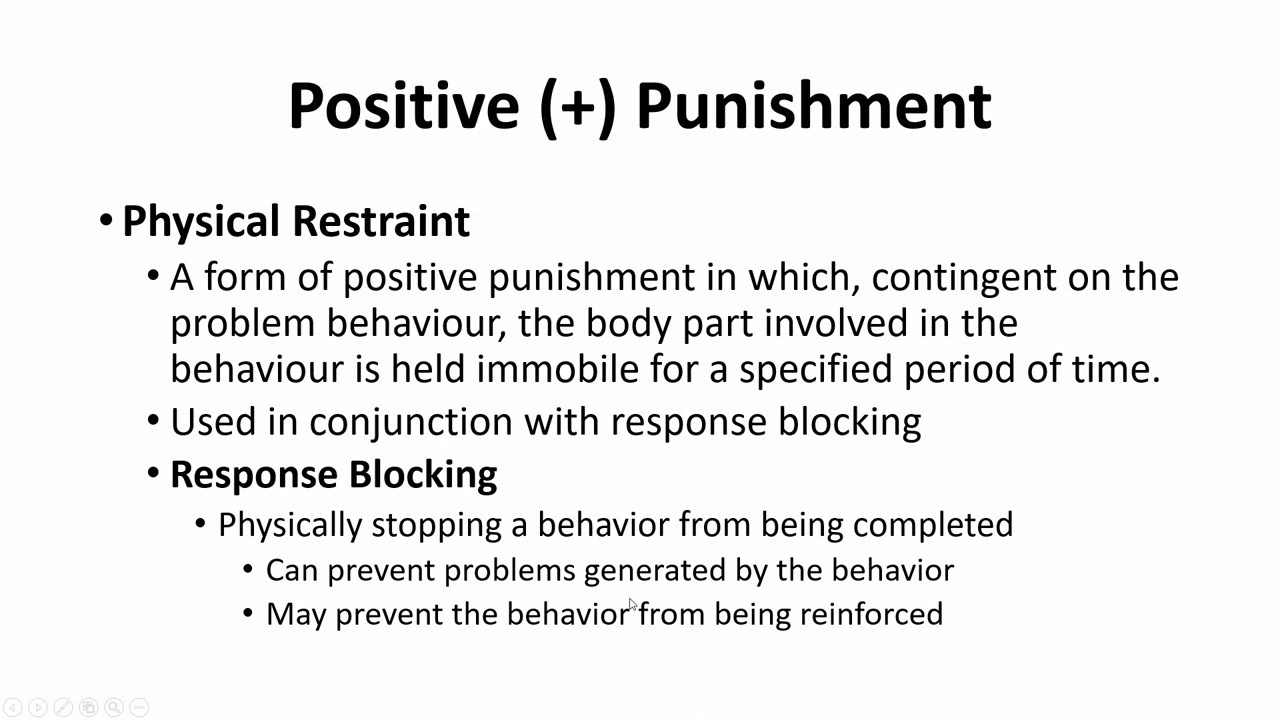 Positive (+) Punishment
• Physical Restraint
• A form of positive punishment in which, contingent on the
problem behaviour, the body part involved in the
behaviour is held immobile for a specified period of time.
• Used in conjunction with response blocking
• Response Blocking
• Physically stopping a behavior from being completed
• Can prevent problems generated by the behavior
• May prevent the behavior from being reinforced